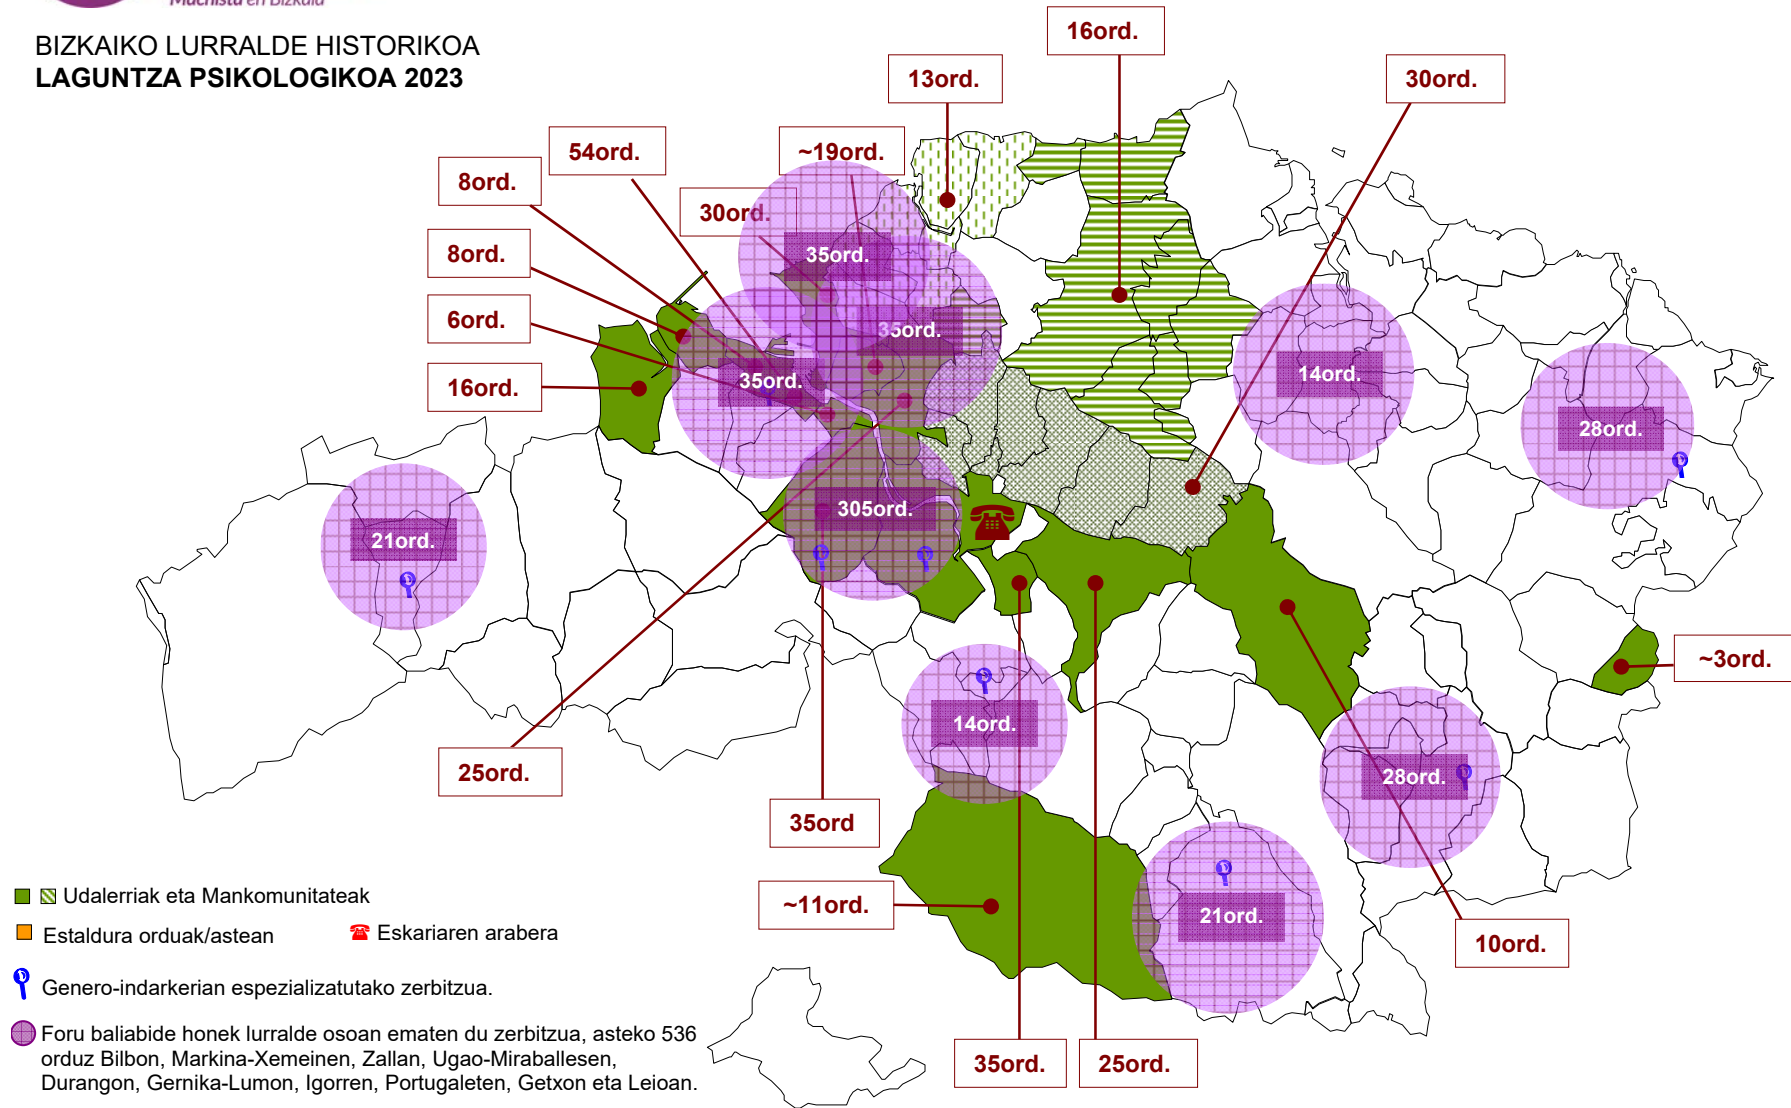 Machista en Bizkaia
BIZKAIKO LURRALDE HISTORIKOA
LAGUNTZA PSIKOLOGIKOA 2023
16ord.
13ord.
30ord.
54ord.
~19ord.
8ord.
30ord.
8ord.
35ord.
6ord.
35ord.
16ord.
35ord.
14ord.
28ord.
305ord.
21ord.
~3ord.
14ord.
25ord.
28ord.
35ord
~11ord.
21ord.
10ord.
35ord.
25ord.
Udalerriak eta Mankomunitateak
Estaldura orduak/astean
Eskariaren arabera
Genero-indarkerian espezializatutako zerbitzua.
Foru baliabide honek lurralde osoan ematen du zerbitzua, asteko 536
orduz Bilbon, Markina-Xemeinen, Zallan, Ugao-Miraballesen,
Durangon, Gernika-Lumon, Igorren, Portugaleten, Getxon eta Leioan.